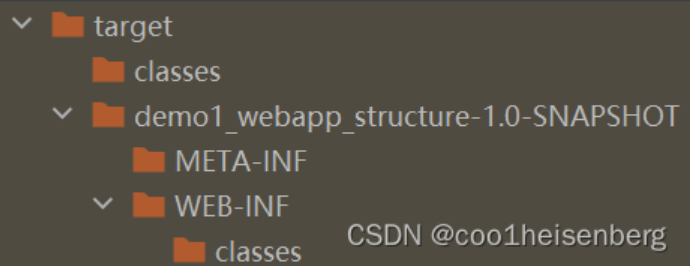 target
classes
demo1_webapp_structure-1.0-SNAPSHOT
META-INF
WEB-INF
classes
CSDN @coo1heisenberg